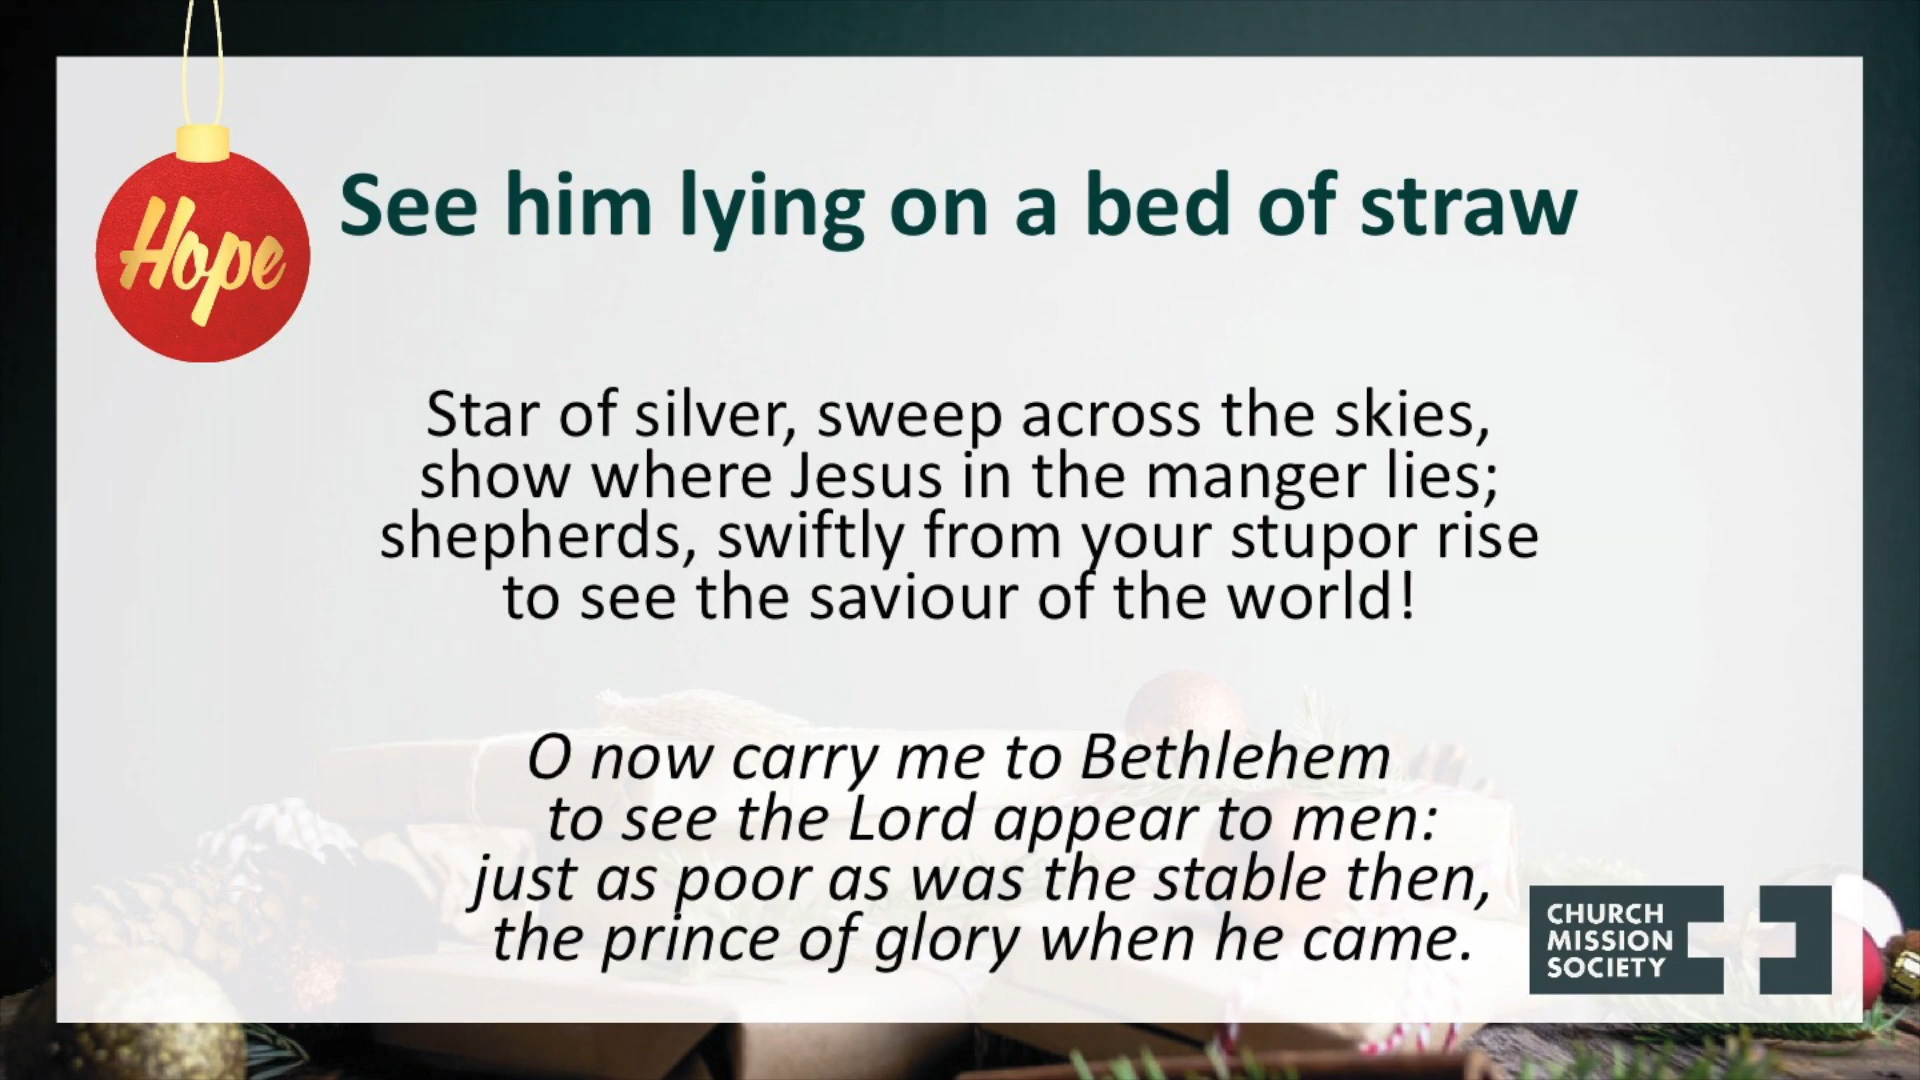 Hope
See him lying on a bed of straw
Star of silver, sweep across the skies,
show where Jesus in the manger lies;
shepherds, swiftly from your stupor rise
to see the saviour of the world!
O now carry me to Bethlehem
to see the Lord appear to men:
just as poor as was the stable then,
the prince of glory when he came.
CHURCH
MISSION
SOCIETY